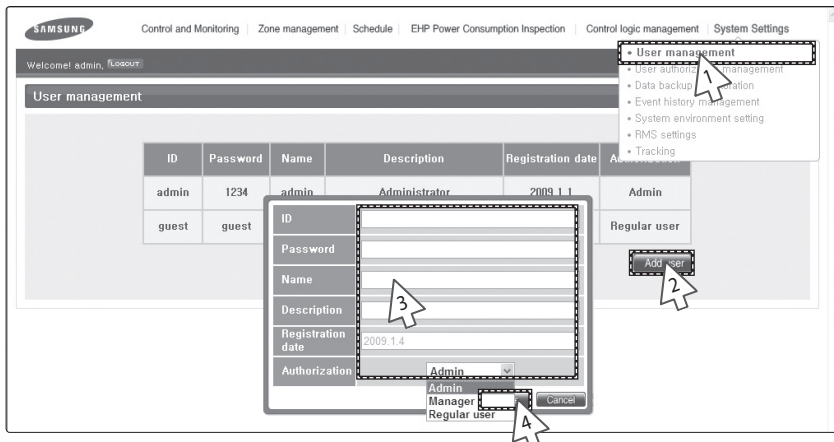 SAMSUNG
Control and Monitoring | Zone management | Schedule | EHP Power Consumption Inspection | Control logic management | System Settings
Welcome! admin, LOGOUT
• User management
• User management
• Data backup
• Event history management
• System environment setting
• RMS settings
• Tracking
1
User management
ID Password Name Description Registration date
admin 1234 admin Administrator 2009.1.1 Admin
guest guest Regular user
Add user
2
ID
Password
Name
Description
Registration date 2009.1.4
Authorization Admin
Admin
Manager
Regular user
Cancel
3
4